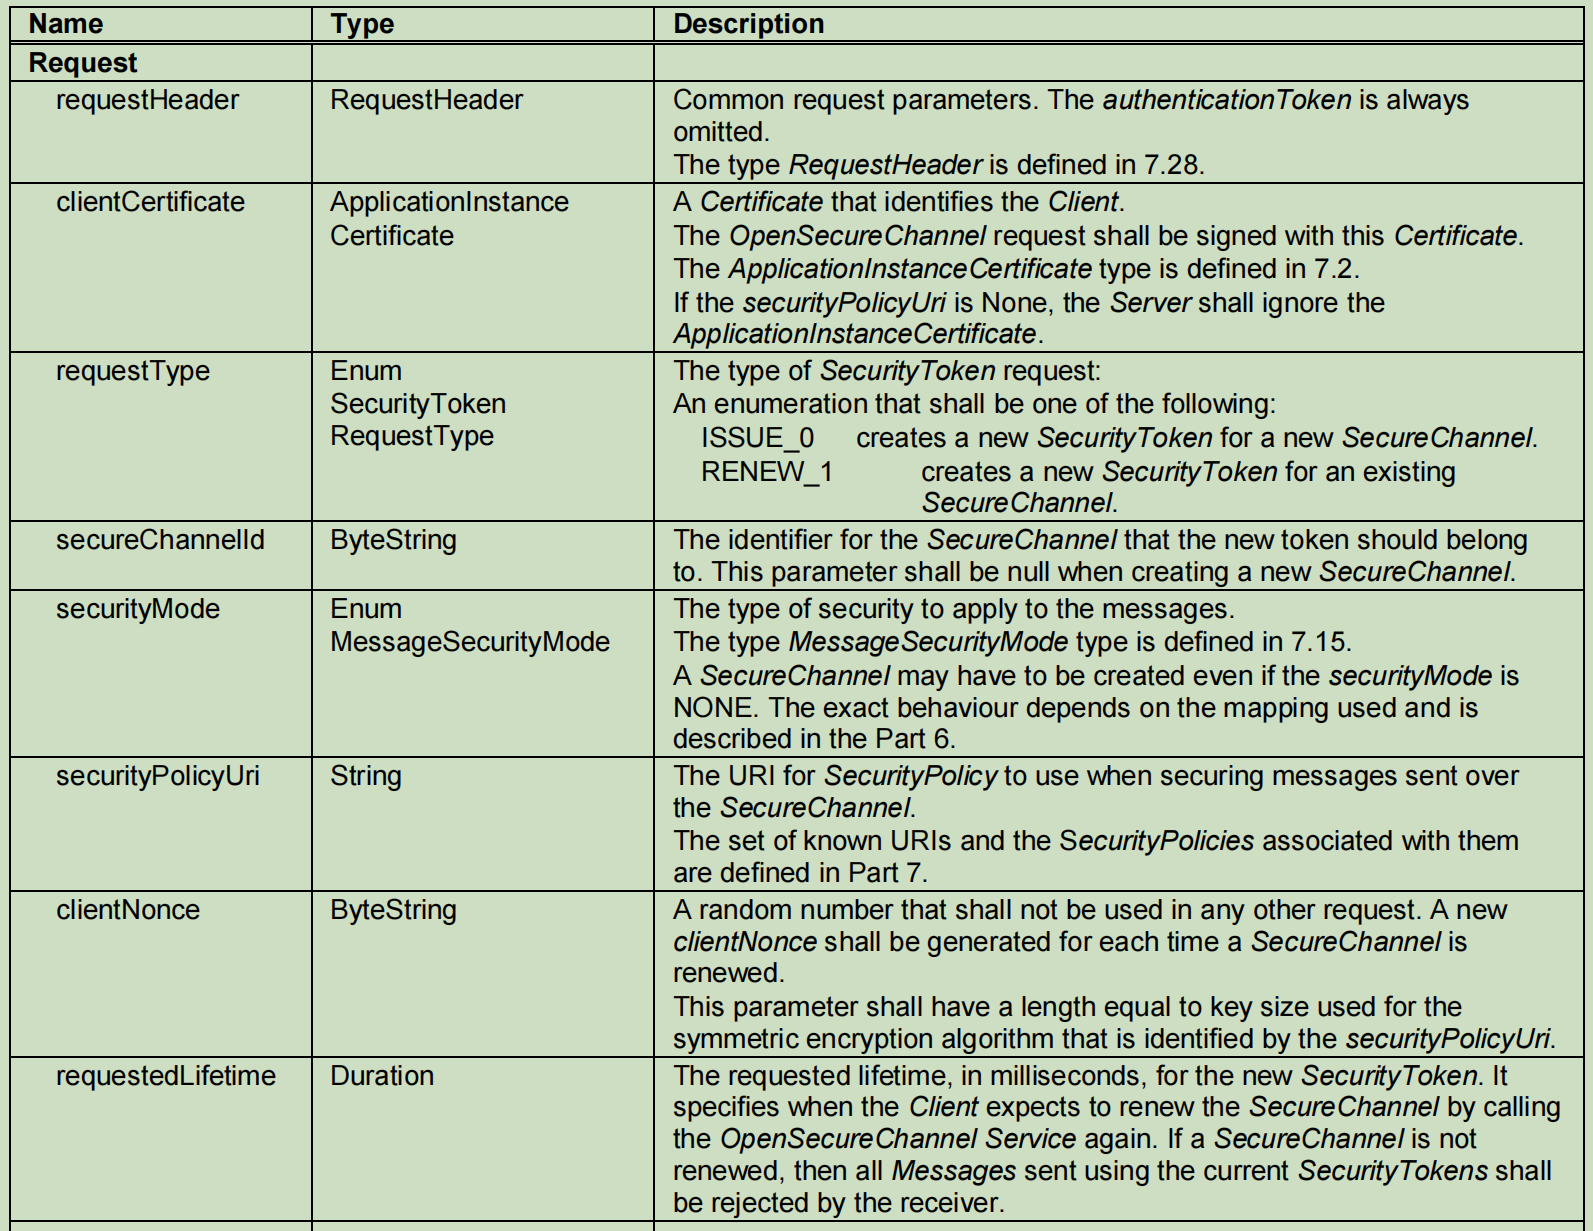 Name Type Description
Request
requestHeader RequestHeader Common request parameters. The authenticationToken is always
omitted.
The type RequestHeader is defined in 7.28.
clientCertificate ApplicationInstance A Certificate that identifies the Client.
Certificate The OpenSecureChannel request shall be signed with this Certificate.
The ApplicationInstanceCertificate type is defined in 7.2.
If the securityPolicyUri is None, the Server shall ignore the
ApplicationInstanceCertificate.
requestType Enum The type of SecurityToken request:
SecurityToken An enumeration that shall be one of the following:
RequestType ISSUE_0 creates a new SecurityToken for a new SecureChannel.
RENEW_1 creates a new SecurityToken for an existing
SecureChannel.
secureChannelId ByteString The identifier for the SecureChannel that the new token should belong
to. This parameter shall be null when creating a new SecureChannel.
securityMode Enum The type of security to apply to the messages.
MessageSecurityMode The type MessageSecurityMode type is defined in 7.15.
A SecureChannel may have to be created even if the securityMode is
NONE. The exact behaviour depends on the mapping used and is
described in the Part 6.
securityPolicyUri String The URI for SecurityPolicy to use when securing messages sent over
the SecureChannel.
The set of known URIs and the SecurityPolicies associated with them
are defined in Part 7.
clientNonce ByteString A random number that shall not be used in any other request. A new
clientNonce shall be generated for each time a SecureChannel is
renewed.
This parameter shall have a length equal to key size used for the
symmetric encryption algorithm that is identified by the securityPolicyUri.
requestedLifetime Duration The requested lifetime, in milliseconds, for the new SecurityToken. It
specifies when the Client expects to renew the SecureChannel by calling
the OpenSecureChannel Service again. If a SecureChannel is not
renewed, then all Messages sent using the current SecurityTokens shall
be rejected by the receiver.